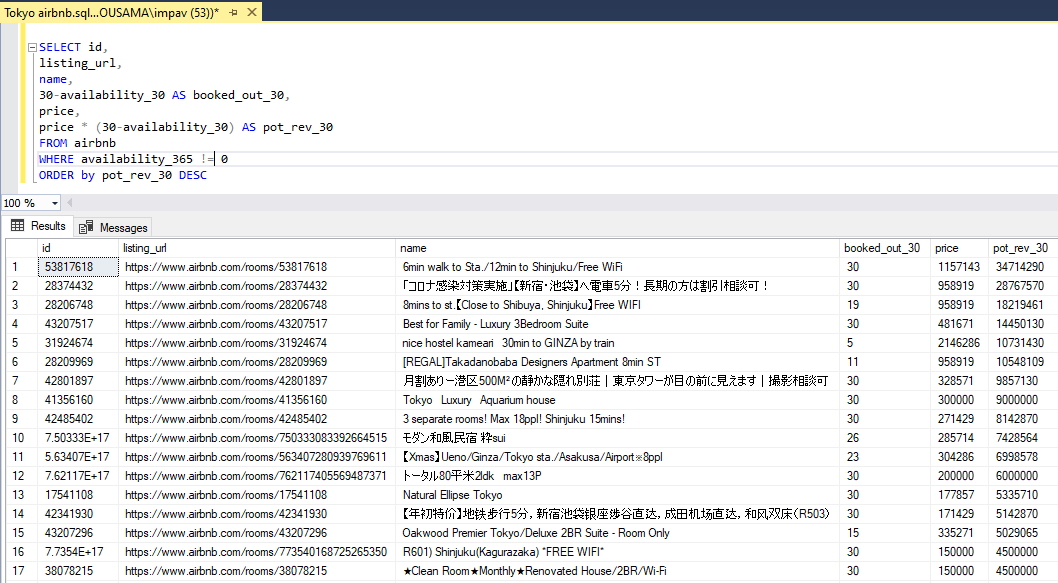 Tokyo airbnb.sql...OUSAMA\impav (53))*
SELECT id,
listing_url,
name,
30-availability_30 AS booked_out_30,
price,
price * (30-availability_30) AS pot_rev_30
FROM airbnb
WHERE availability_365 != 0
ORDER by pot_rev_30 DESC
100 %
Results Messages
id listing_url name booked_out_30 price pot_rev_30
1 53817618 https://www.airbnb.com/rooms/53817618 6min walk to Sta./12min to Shinjuku/Free WiFi 30 1157143 34714290
2 28374432 https://www.airbnb.com/rooms/28374432 「コロナ感染対策実施」【新宿・池袋】へ電車5分！長期の方は割引相談可！ 30 958919 28767570
3 28206748 https://www.airbnb.com/rooms/28206748 8mins to st.【Close to Shibuya, Shinjuku】Free WIFI 19 958919 18219461
4 43207517 https://www.airbnb.com/rooms/43207517 Best for Family - Luxury 3Bedroom Suite 30 481671 14450130
5 31924674 https://www.airbnb.com/rooms/31924674 nice hostel kameari 30min to GINZA by train 5 2146286 10731430
6 28209969 https://www.airbnb.com/rooms/28209969 [REGAL]Takadanobaba Designers Apartment 8min ST 11 958919 10548109
7 42801897 https://www.airbnb.com/rooms/42801897 月割ありー港区500M²の静かな隠れ別荘｜東京タワーが目の前に見えます｜撮影相談可 30 328571 9857130
8 41356160 https://www.airbnb.com/rooms/41356160 Tokyo Luxury Aquarium house 30 300000 9000000
9 42485402 https://www.airbnb.com/rooms/42485402 3 separate rooms! Max 18ppl! Shinjuku 15mins! 30 271429 8142870
10 7.50333E+17 https://www.airbnb.com/rooms/750333083392664515 モダン和風民宿 粋sui 26 285714 7428564
11 5.63407E+17 https://www.airbnb.com/rooms/563407280939769611 【Xmas】Ueno/Ginza/Tokyo sta./Asakusa/Airport※8ppl 23 304286 6998578
12 7.62117E+17 https://www.airbnb.com/rooms/762117405569487371 トータル80平米2ldk max13P 30 200000 6000000
13 17541108 https://www.airbnb.com/rooms/17541108 Natural Ellipse Tokyo 30 177857 5335710
14 42341930 https://www.airbnb.com/rooms/42341930 【年初特价】地铁步行5分，新宿池袋银座涉谷直达，成田机场直达，和风双床（R503） 30 171429 5142870
15 43207296 https://www.airbnb.com/rooms/43207296 Oakwood Premier Tokyo/Deluxe 2BR Suite - Room Only 15 335271 5029065
16 7.7354E+17 https://www.airbnb.com/rooms/773540168725265350 R601) Shinjuku(Kagurazaka) *FREE WIFI* 30 150000 4500000
17 38078215 https://www.airbnb.com/rooms/38078215 ★Clean Room★Monthly★Renovated House/2BR/Wi-Fi 30 150000 4500000